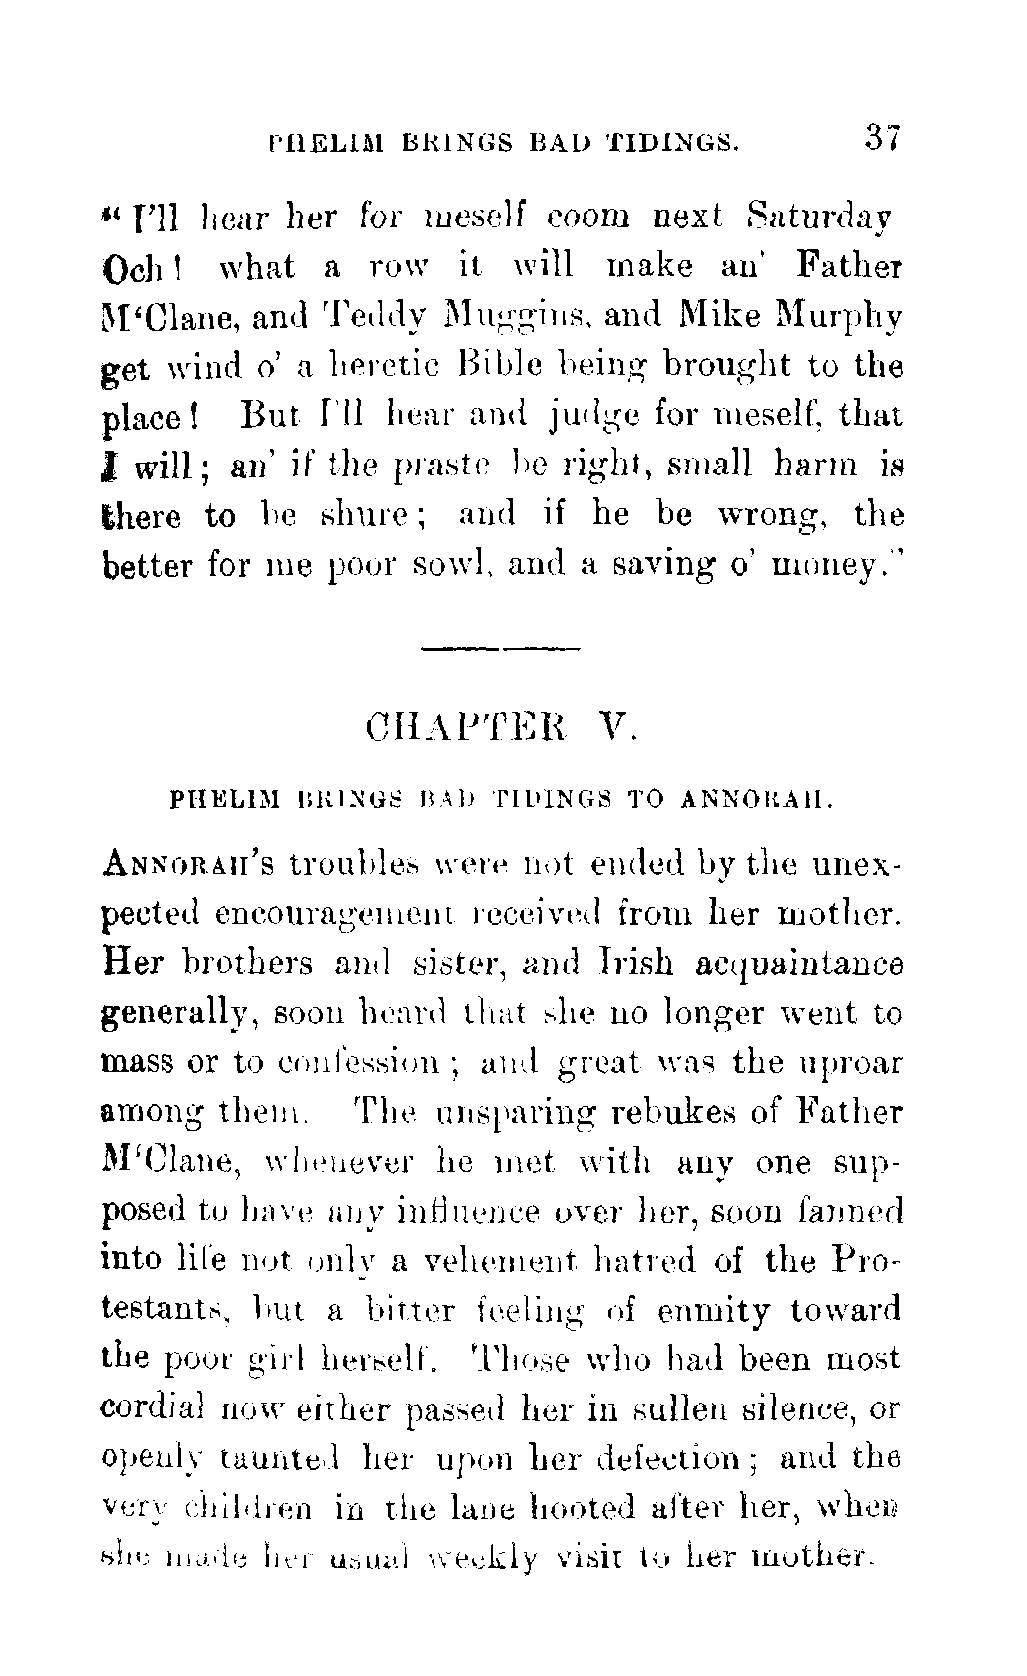 PHELIM BRINGS BAD TIDINGS. 37
“ I’ll hear her for meself coom next Saturday
Och ! what a row it will make an’ Father
M‘Clane, and Teddy Muggins, and Mike Murphy
get wind o’ a heretic Bible being brought to the
place ! But I’ll hear and judge for meself, that
I will ; an’ if the praste be right, small harm is
there to be shure ; and if he be wrong, the
better for me poor sowl, and a saving o’ money.”
CHAPTER V.
PHELIM BRINGS BAD TIDINGS TO ANNORAH.
ANNORAH’S troubles were not ended by the unex-
pected encouragement received from her mother.
Her brothers and sister, and Irish acquaintance
generally, soon heard that she no longer went to
mass or to confession ; and great was the uproar
among them. The unsparing rebukes of Father
M‘Clane, whenever he met with any one sup-
posed to have any influence over her, soon fanned
into life not only a vehement hatred of the Pro-
testants, but a bitter feeling of enmity toward
the poor girl herself. Those who had been most
cordial now either passed her in sullen silence, or
openly taunted her upon her defection ; and the
very children in the lane hooted after her, when
she made her usual weekly visit to her mother.